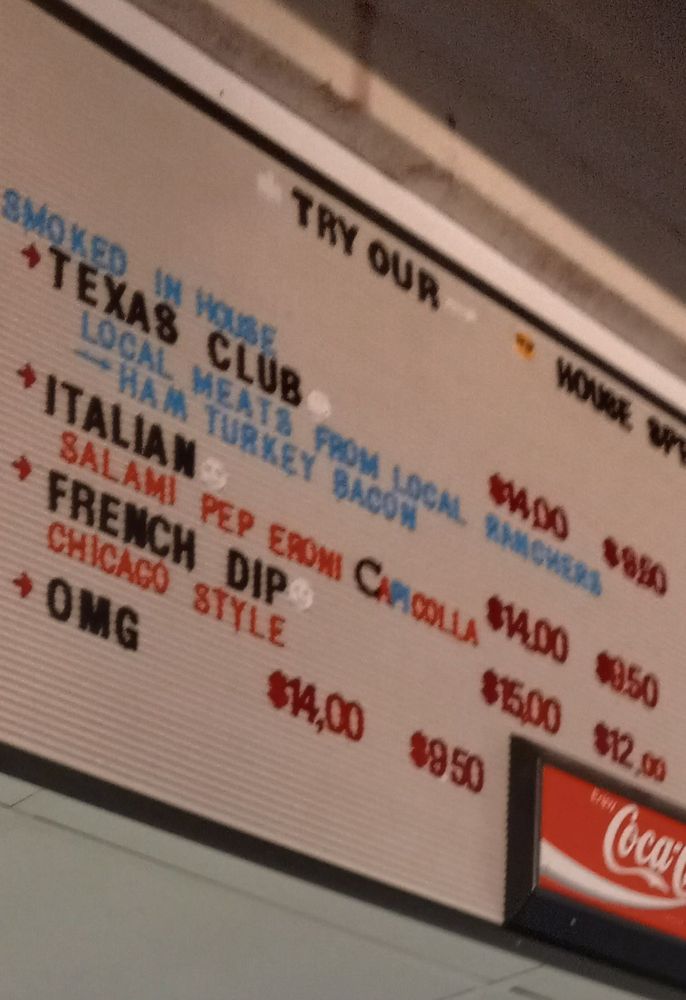 TRY OUR
HOUSE
SMOKED IN HOUSE
TEXAS CLUB $14.00 $9.50
LOCAL MEATS FROM LOCAL RANCHERS
HAM TURKEY BACON
ITALIAN $14.00 $9.50
SALAMI PEP ERONI CAPICOLLA
FRENCH DIP $15.00 $12.00
CHICAGO STYLE
OMG $14,00 $9.50
Enjoy
Coca-C